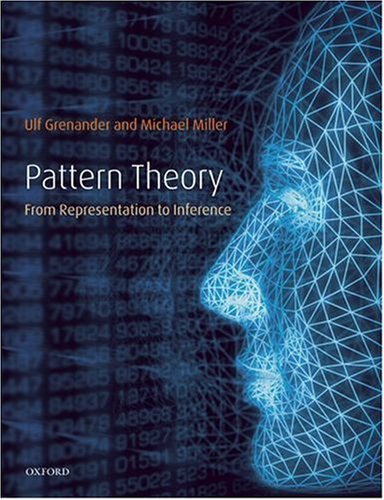 Ulf Grenander and Michael Miller
Pattern Theory
From Representation to Inference
OXFORD